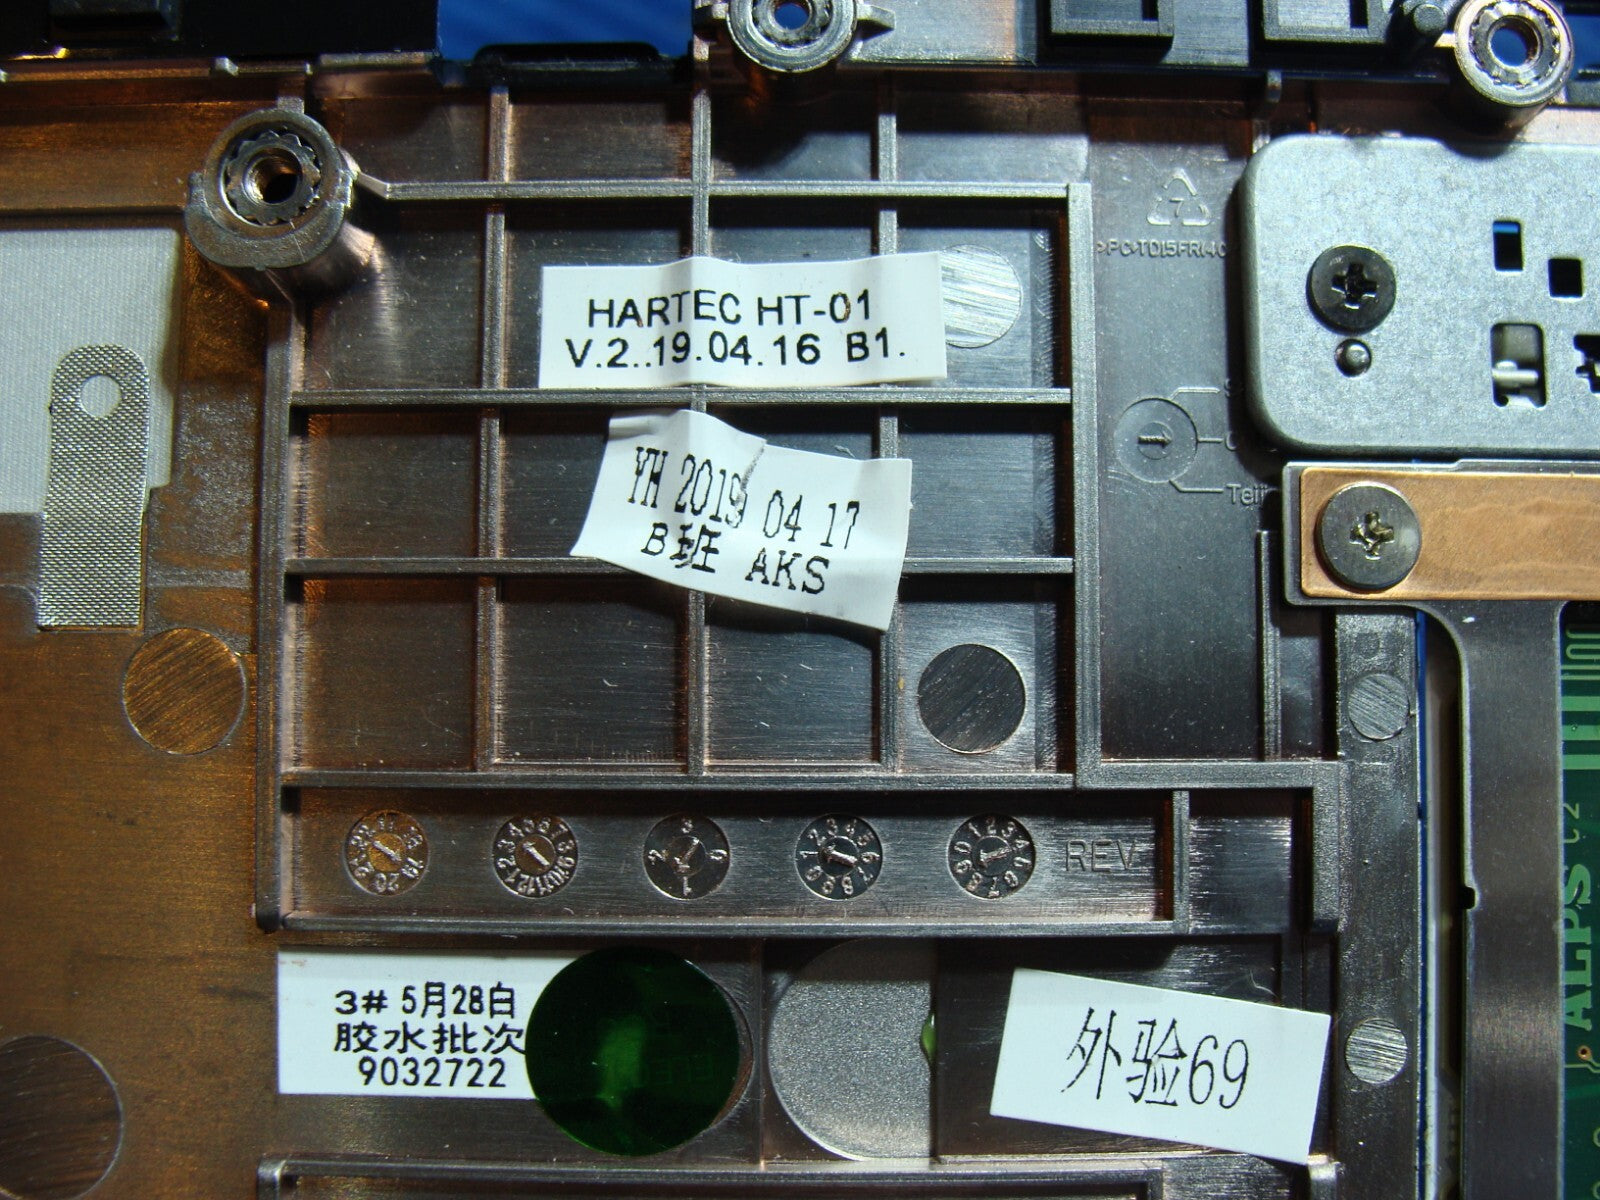 7
HARTEC HT-01
V.2..19.04.16 B1.
YH 2019 04 17
B班 AKS
REV
3# 5月28白
胶水批次
9032722
外验69
ALPS